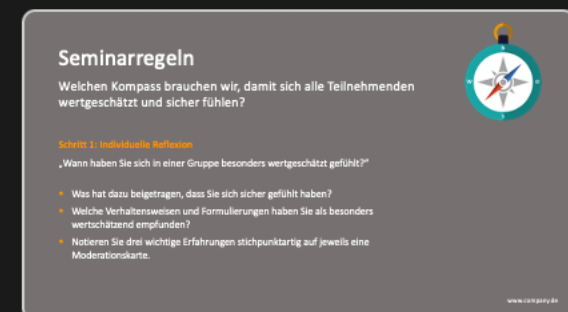 Seminarregeln
Welchen Kompass brauchen wir, damit sich alle Teilnehmenden
wertgeschätzt und sicher fühlen?
Schritt 1: Individuelle Reflexion
„Wann haben Sie sich in einer Gruppe besonders wertgeschätzt gefühlt?“
Was hat dazu beigetragen, dass Sie sich sicher gefühlt haben?
Welche Verhaltensweisen und Formulierungen haben Sie als besonders
wertschätzend empfunden?
Notieren Sie drei wichtige Erfahrungen stichpunktartig auf jeweils eine
Moderationskarte.
www.company.de